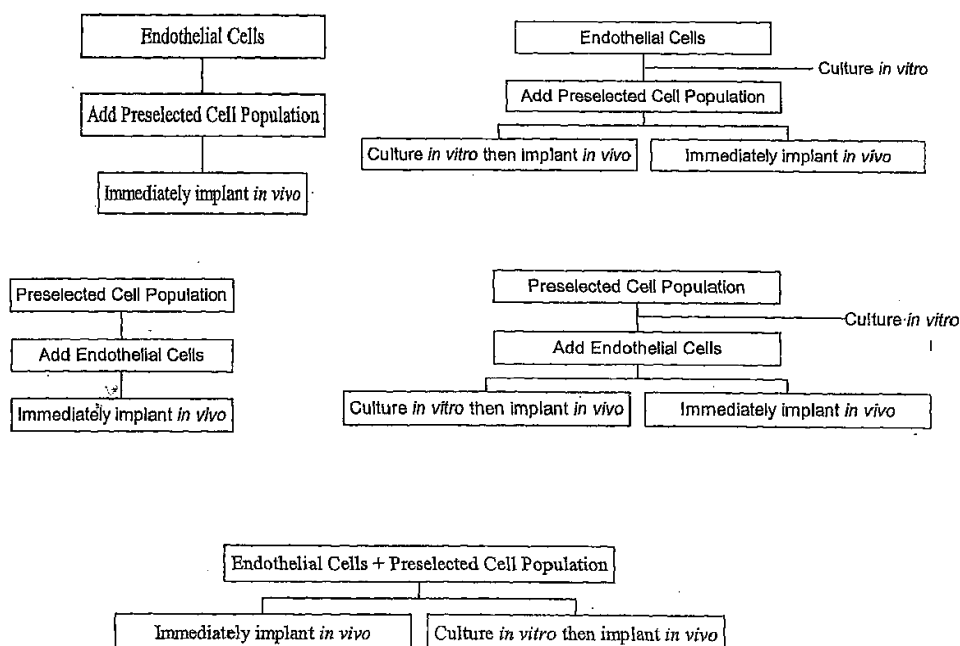 Endothelial Cells
Add Preselected Cell Population
Immediately implant in vivo
Endothelial Cells
Culture in vitro
Add Preselected Cell Population
Culture in vitro then implant in vivo
Immediately implant in vivo
Preselected Cell Population
Add Endothelial Cells
Immediately implant in vivo
Preselected Cell Population
Culture in vitro
Add Endothelial Cells
Culture in vitro then implant in vivo
Immediately implant in vivo
Endothelial Cells + Preselected Cell Population
Immediately implant in vivo
Culture in vitro then implant in vivo